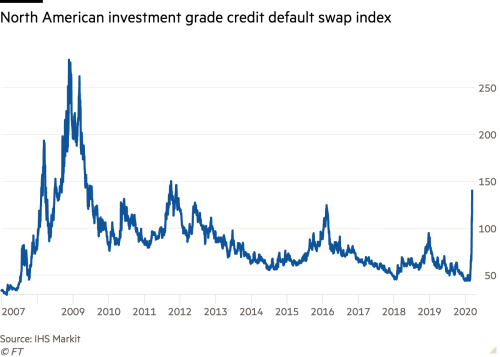 North American investment grade credit default swap index
250
200
150
100
50
2007 2009 2010 2011 2012 2013 2014 2015 2016 2017 2018 2019 2020
Source: IHS Markit
© FT